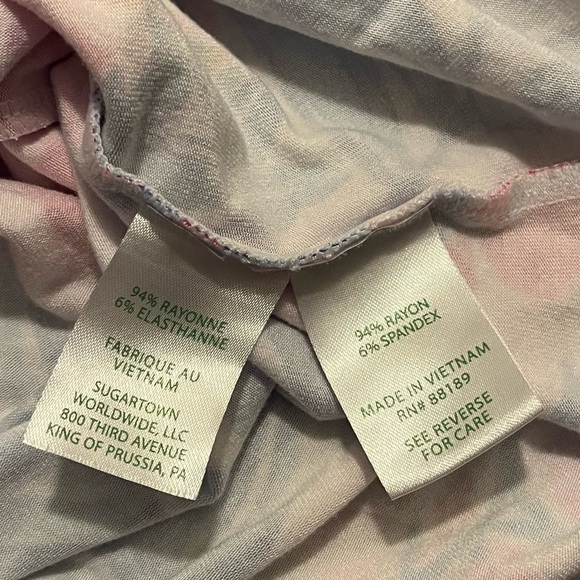 94% RAYONNE
6% ELASTHANNE
FABRIQUE AU
VIETNAM
SUGARTOWN
WORLDWIDE, LLC
800 THIRD AVENUE
KING OF PRUSSIA, PA
94% RAYON
6% SPANDEX
MADE IN VIETNAM
RN# 88189
SEE REVERSE
FOR CARE